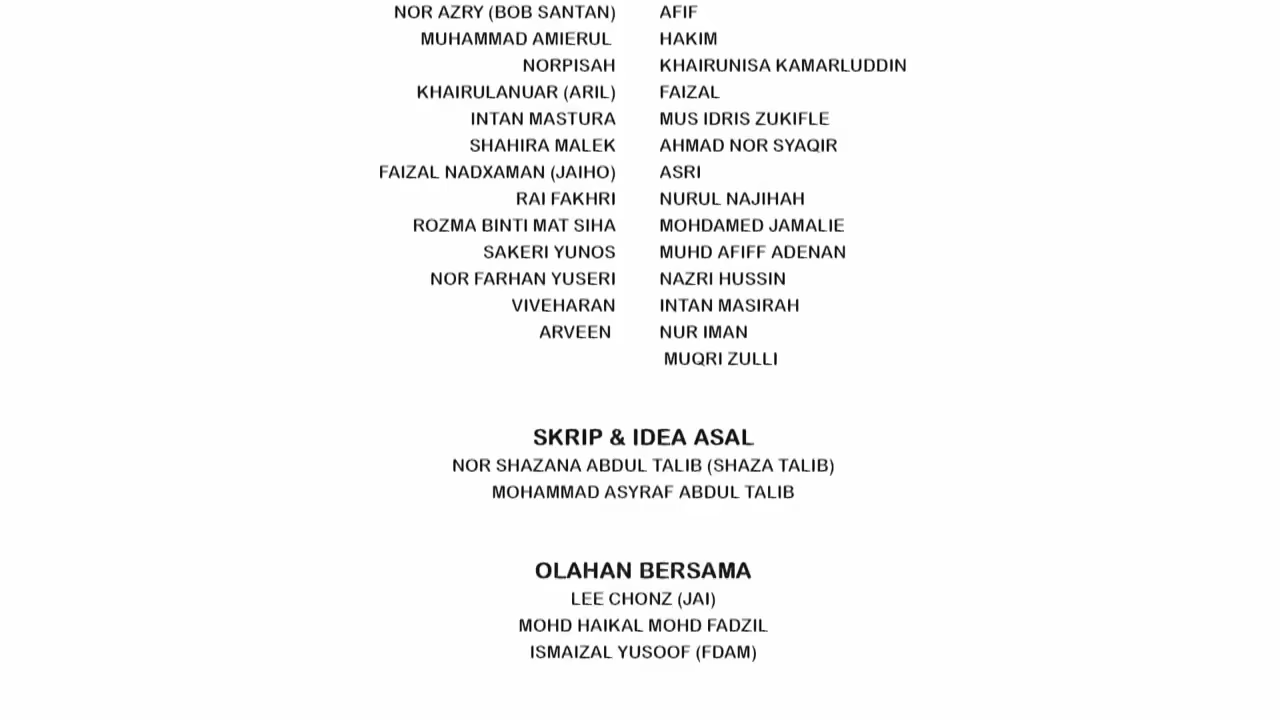 NOR AZRY (BOB SANTAN) AFIF
MUHAMMAD AMIERUL HAKIM
NORPISAH KHAIRUNISA KAMARLUDDIN
KHAIRULANUAR (ARIL) FAIZAL
INTAN MASTURA MUS IDRIS ZUKIFLE
SHAHIRA MALEK AHMAD NOR SYAQIR
FAIZAL NADXAMAN (JAIHO) ASRI
RAI FAKHRI NURUL NAJIHAH
ROZMA BINTI MAT SIHA MOHDAMED JAMALIE
SAKERI YUNOS MUHD AFIFF ADENAN
NOR FARHAN YUSERI NAZRI HUSSIN
VIVEHARAN INTAN MASIRAH
ARVEEN NUR IMAN
MUQRI ZULLI
SKRIP & IDEA ASAL
NOR SHAZANA ABDUL TALIB (SHAZA TALIB)
MOHAMMAD ASYRAF ABDUL TALIB
OLAHAN BERSAMA
LEE CHONZ (JAI)
MOHD HAIKAL MOHD FADZIL
ISMAIZAL YUSOOF (FDAM)